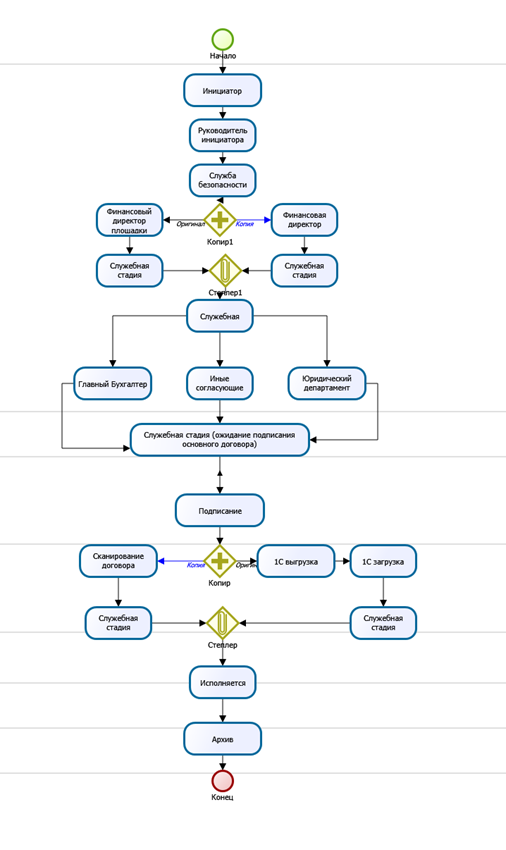 Начало
Инициатор
Руководитель
инициатора
Служба
безопасности
Финансовый
директор
площадки
Оригинал
Копия
Финансовая
директор
Копир1
Служебная
стадия
Служебная
стадия
Степлер1
Служебная
Главный Бухгалтер
Иные
согласующие
Юридический
департамент
Служебная стадия (ожидание подписания
основного договора)
Подписание
Сканирование
договора
Копия
Оригин
1С выгрузка
1С загрузка
Копир
Служебная
стадия
Служебная
стадия
Степлер
Исполняется
Архив
Конец